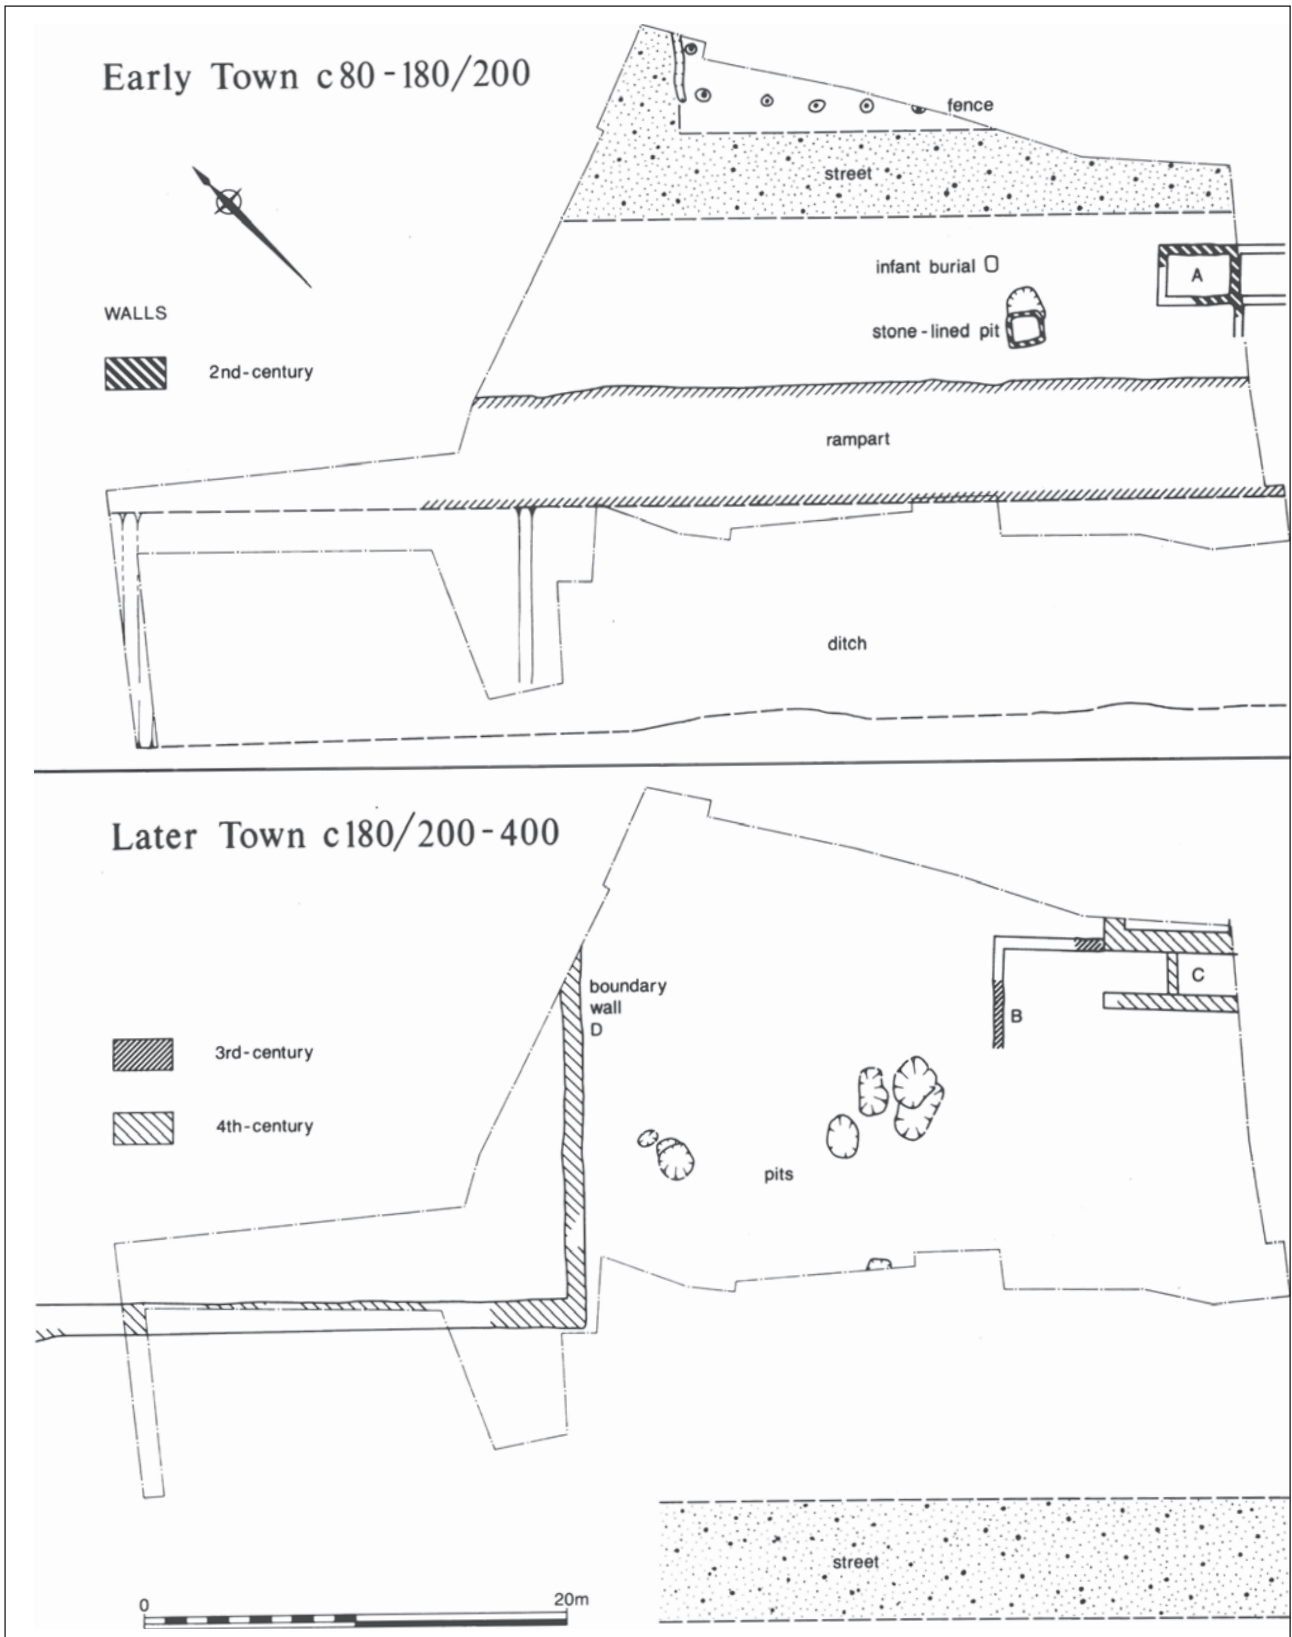 Early Town c80-180/200
fence
street
WALLS
2nd-century
infant burial
A
stone-lined pit
rampart
ditch
Later Town c180/200-400
boundary
wall
D
C
B
3rd-century
4th-century
pits
street
0
20m